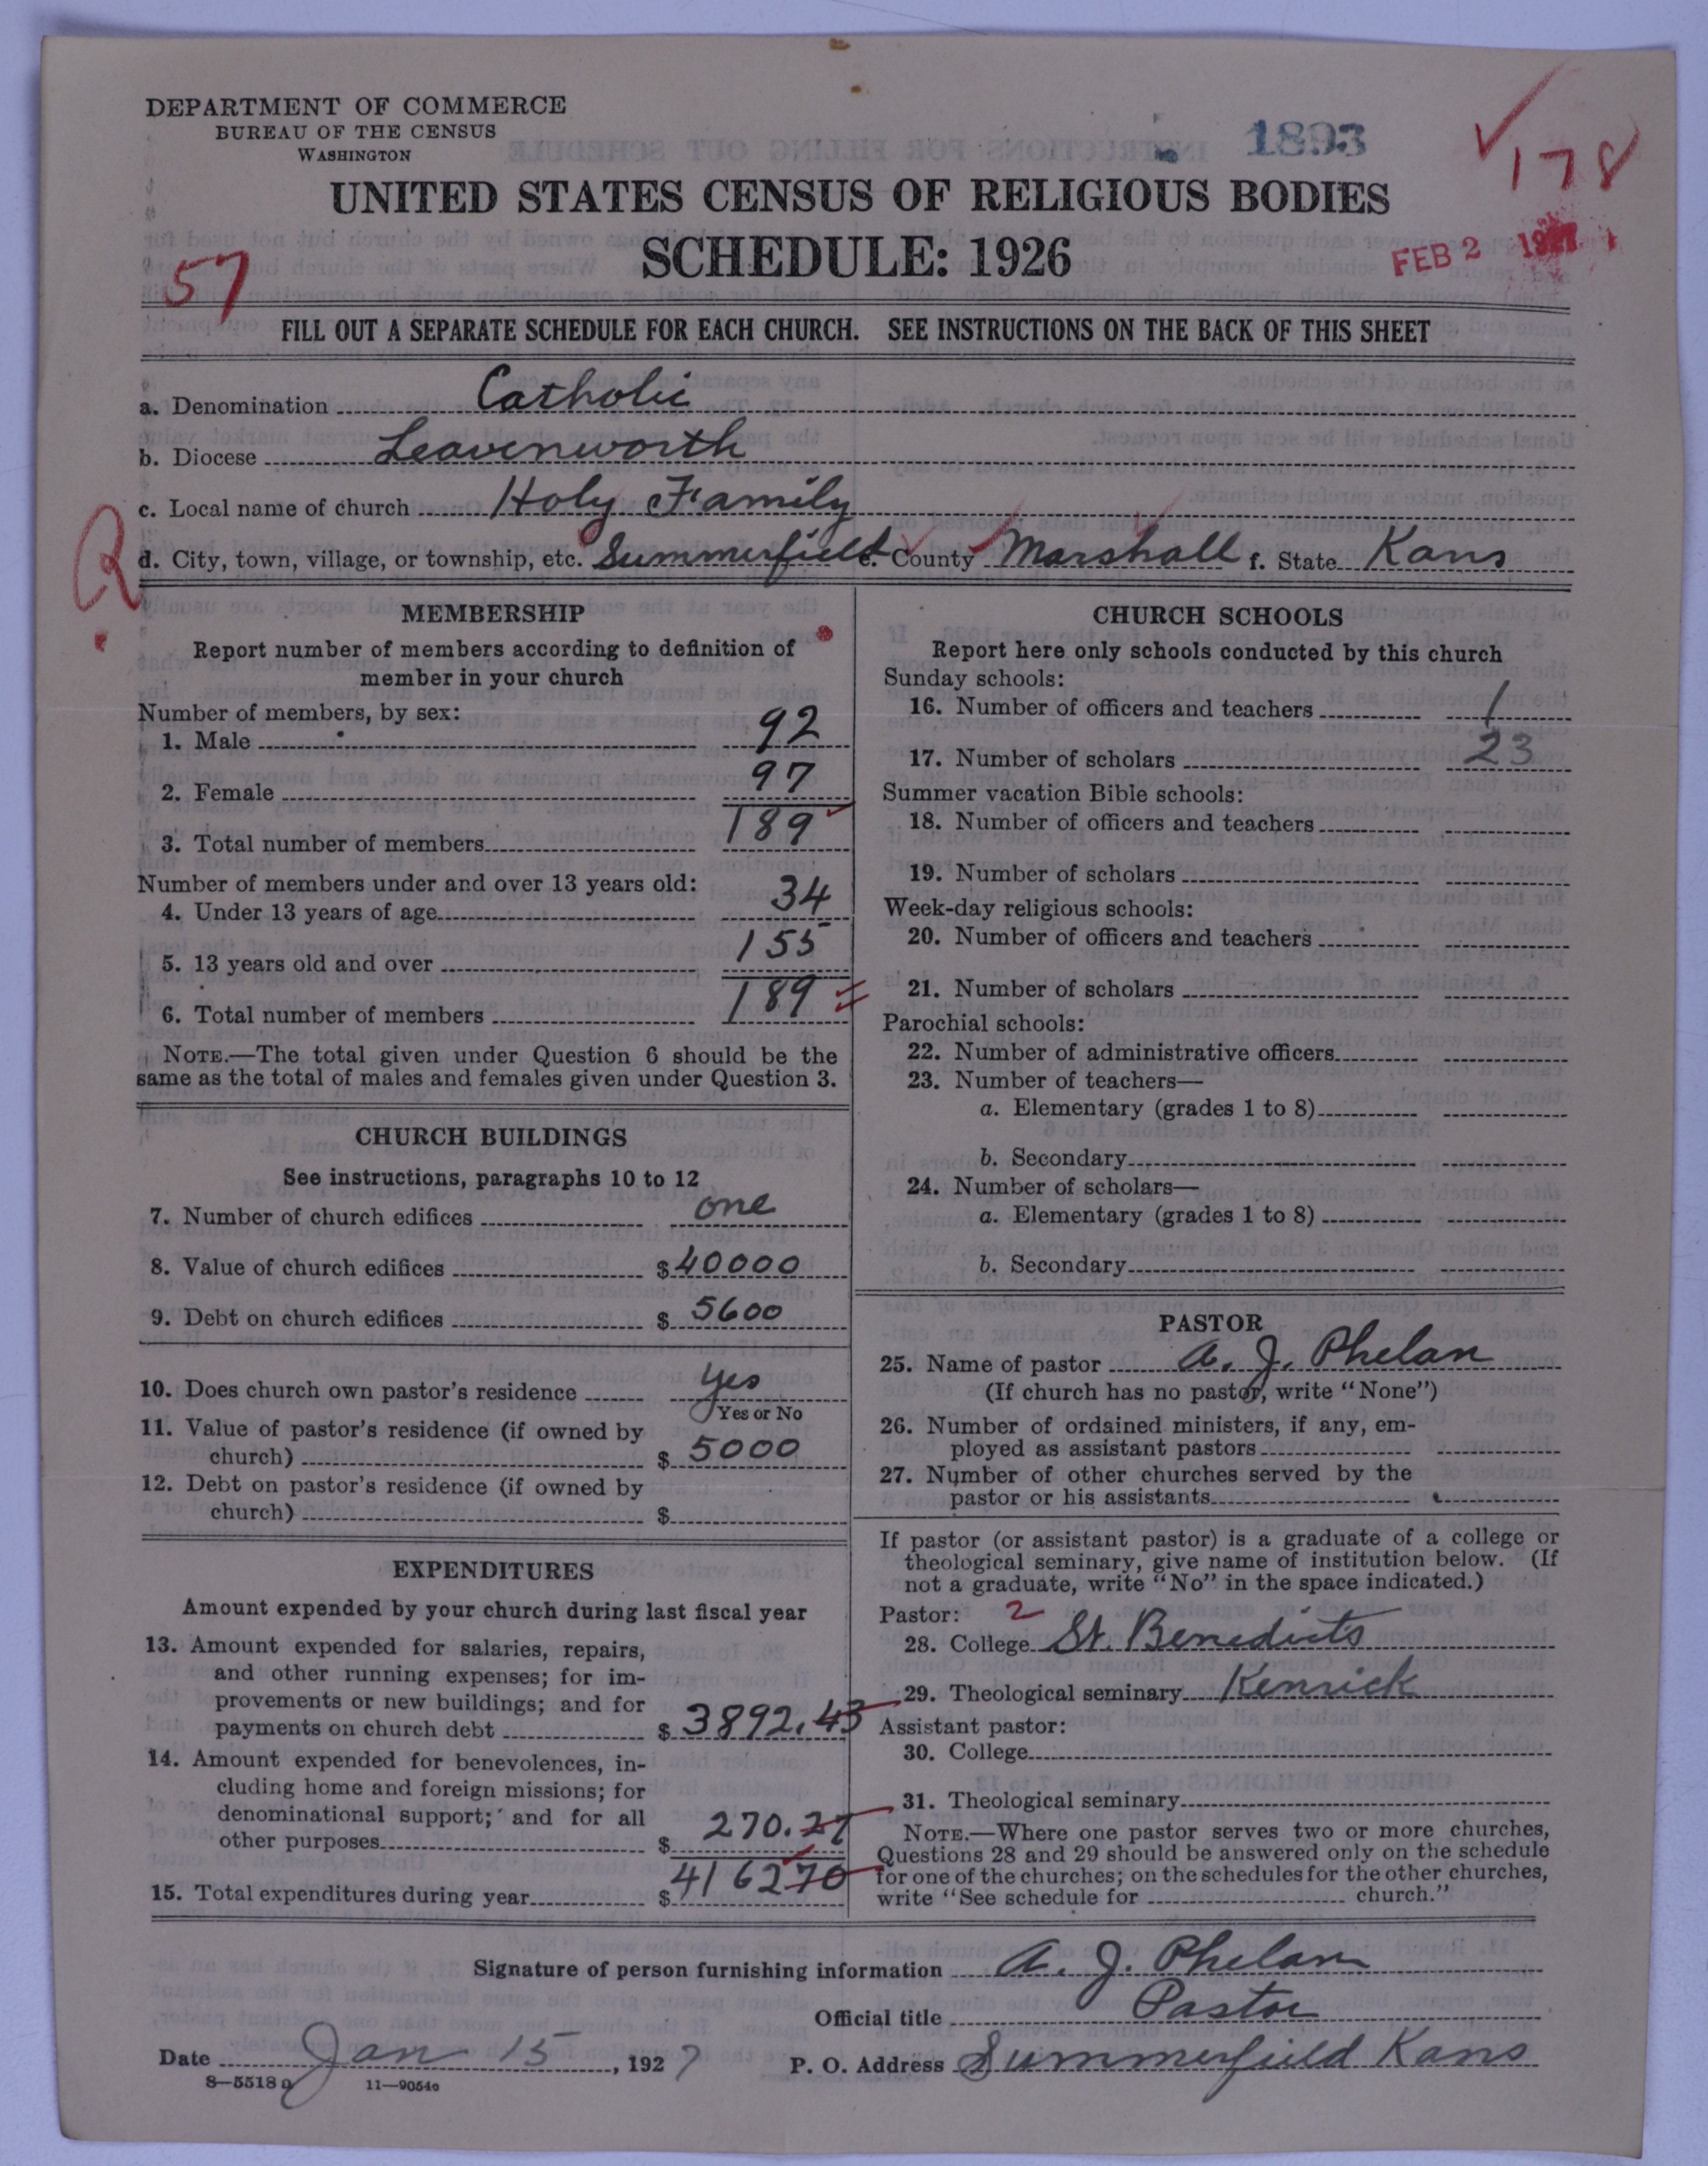 DEPARTMENT OF COMMERCE
BUREAU OF THE CENSUS
WASHINGTON
1893
178
UNITED STATES CENSUS OF RELIGIOUS BODIES
SCHEDULE: 1926
FEB 2 1927
57
FILL OUT A SEPARATE SCHEDULE FOR EACH CHURCH. SEE INSTRUCTIONS ON THE BACK OF THIS SHEET
a. Denomination Catholic
b. Diocese Leavenworth
c. Local name of church Holy Family
d. City, town, village, or township, etc. Summerfield e. County Marshall f. State Kans
MEMBERSHIP
Report number of members according to definition of
member in your church
Number of members, by sex:
1. Male 92
2. Female 97
3. Total number of members 189
Number of members under and over 13 years old:
4. Under 13 years of age 34
5. 13 years old and over 155
6. Total number of members 189
NOTE.—The total given under Question 6 should be the
same as the total of males and females given under Question 3.
CHURCH BUILDINGS
See instructions, paragraphs 10 to 12
7. Number of church edifices one
8. Value of church edifices $ 40000
9. Debt on church edifices $ 5600
10. Does church own pastor's residence yes
Yes or No
11. Value of pastor's residence (if owned by
church) $ 5000
12. Debt on pastor's residence (if owned by
church) $
EXPENDITURES
Amount expended by your church during last fiscal year
13. Amount expended for salaries, repairs,
and other running expenses; for im-
provements or new buildings; and for
payments on church debt $ 3892.43
14. Amount expended for benevolences, in-
cluding home and foreign missions; for
denominational support; and for all
other purposes $ 270.27
15. Total expenditures during year $ 416270
CHURCH SCHOOLS
Report here only schools conducted by this church
Sunday schools:
16. Number of officers and teachers 1
17. Number of scholars 23
Summer vacation Bible schools:
18. Number of officers and teachers
19. Number of scholars
Week-day religious schools:
20. Number of officers and teachers
21. Number of scholars
Parochial schools:
22. Number of administrative officers
23. Number of teachers—
a. Elementary (grades 1 to 8)
b. Secondary
24. Number of scholars—
a. Elementary (grades 1 to 8)
b. Secondary
PASTOR
25. Name of pastor A. J. Phelan
(If church has no pastor, write "None")
26. Number of ordained ministers, if any, em-
ployed as assistant pastors
27. Number of other churches served by the
pastor or his assistants
If pastor (or assistant pastor) is a graduate of a college or
theological seminary, give name of institution below. (If
not a graduate, write "No" in the space indicated.)
Pastor: 2
28. College St. Benedicts
29. Theological seminary Kenrick
Assistant pastor:
30. College
31. Theological seminary
NOTE.—Where one pastor serves two or more churches,
Questions 28 and 29 should be answered only on the schedule
for one of the churches; on the schedules for the other churches,
write "See schedule for church."
Signature of person furnishing information A. J. Phelan
Official title Pastor
Date Jan 15, 1927 P. O. Address Summerfield Kans
8—5518 a 11—9054